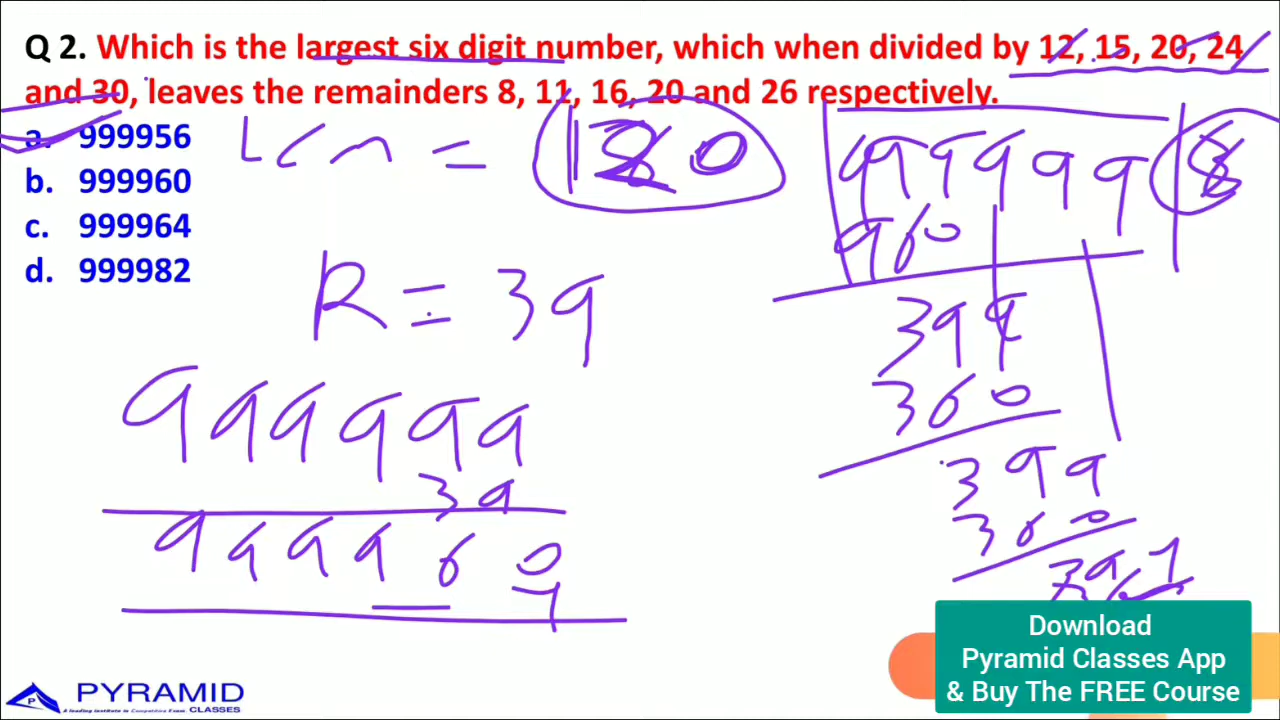 Q 2. Which is the largest six digit number, which when divided by 12, 15, 20, 24
and 30, leaves the remainders 8, 11, 16, 20 and 26 respectively.
a. 999956
b. 999960
c. 999964
d. 999982
Lcm = 120
R = 39
999999
39
999960
4
999999
960
399
360
399
360
39
PYRAMID
CLASSES
Download
Pyramid Classes App
& Buy The FREE Course